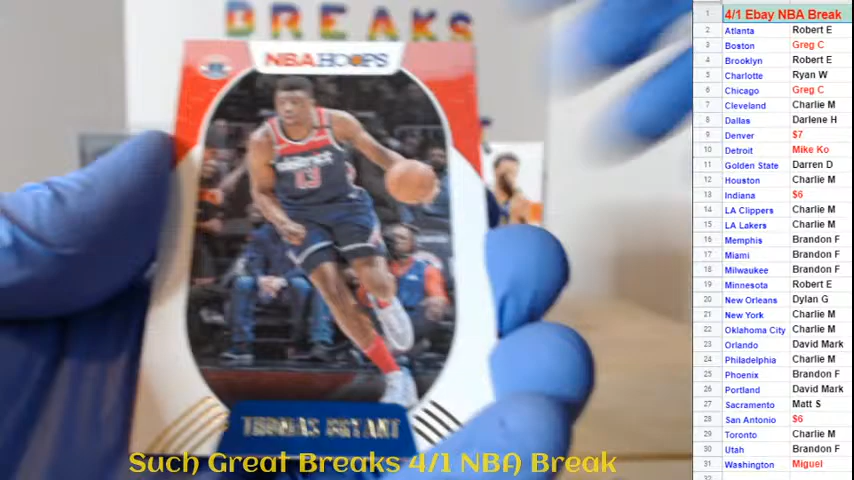 BREAKS
NBA HOOPS
13
THOMAS BRYANT
Such Great Breaks 4/1 NBA Break
1 4/1 Ebay NBA Break
2 Atlanta Robert E
3 Boston Greg C
4 Brooklyn Robert E
5 Charlotte Ryan W
6 Chicago Greg C
7 Cleveland Charlie M
8 Dallas Darlene H
9 Denver $7
10 Detroit Mike Ko
11 Golden State Darren D
12 Houston Charlie M
13 Indiana $6
14 LA Clippers Charlie M
15 LA Lakers Charlie M
16 Memphis Brandon F
17 Miami Brandon F
18 Milwaukee Brandon F
19 Minnesota Robert E
20 New Orleans Dylan G
21 New York Charlie M
22 Oklahoma City Charlie M
23 Orlando David Mark
24 Philadelphia Charlie M
25 Phoenix Brandon F
26 Portland David Mark
27 Sacramento Matt S
28 San Antonio $6
29 Toronto Charlie M
30 Utah Brandon F
31 Washington Miguel